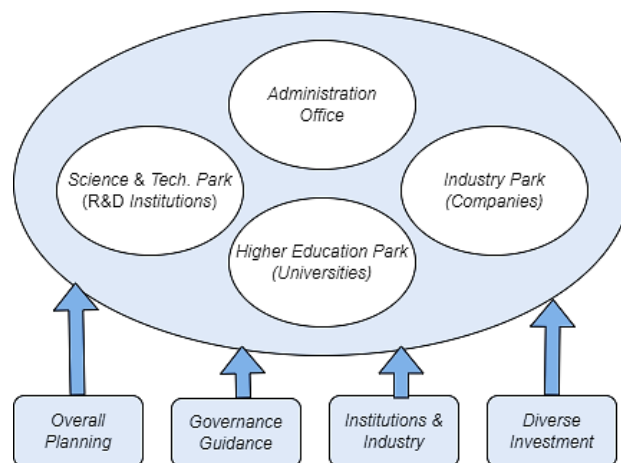 Administration
Office
Science & Tech. Park
(R&D Institutions)
Industry Park
(Companies)
Higher Education Park
(Universities)
Overall
Planning
Governance
Guidance
Institutions &
Industry
Diverse
Investment